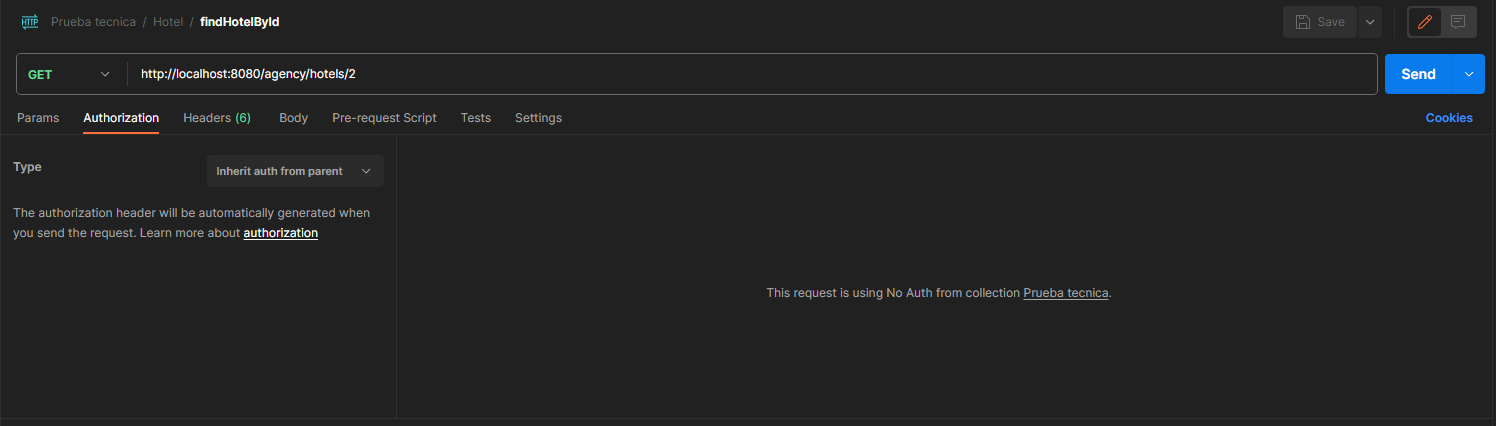 HTTP Prueba tecnica / Hotel / findHotelById Save
GET http://localhost:8080/agency/hotels/2 Send
Params Authorization Headers (6) Body Pre-request Script Tests Settings Cookies
Type Inherit auth from parent
The authorization header will be automatically generated when
you send the request. Learn more about authorization
This request is using No Auth from collection Prueba tecnica.